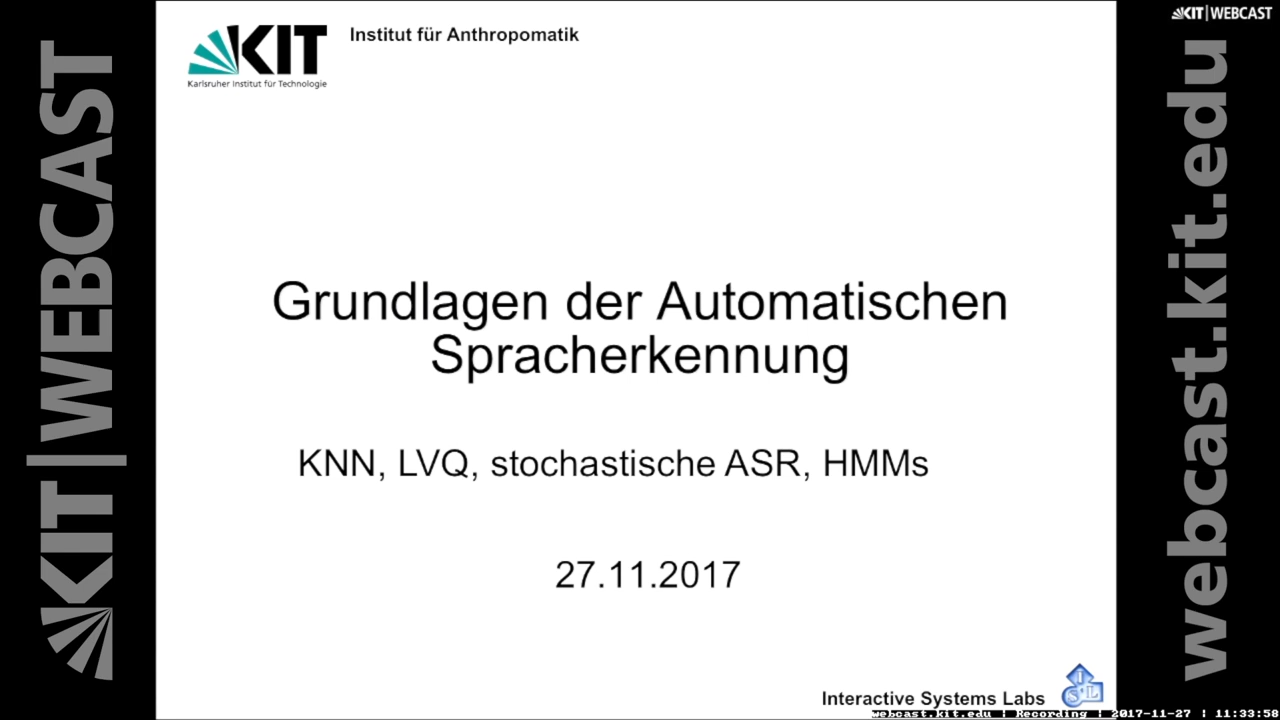 KIT
Karlsruher Institut für Technologie
Institut für Anthropomatik
KIT | WEBCAST
KIT | WEBCAST
webcast.kit.edu
Grundlagen der Automatischen
Spracherkennung
KNN, LVQ, stochastische ASR, HMMs
27.11.2017
Interactive Systems Labs
ISL
webcast.kit.edu | Recording | 2017-11-27 | 11:33:58